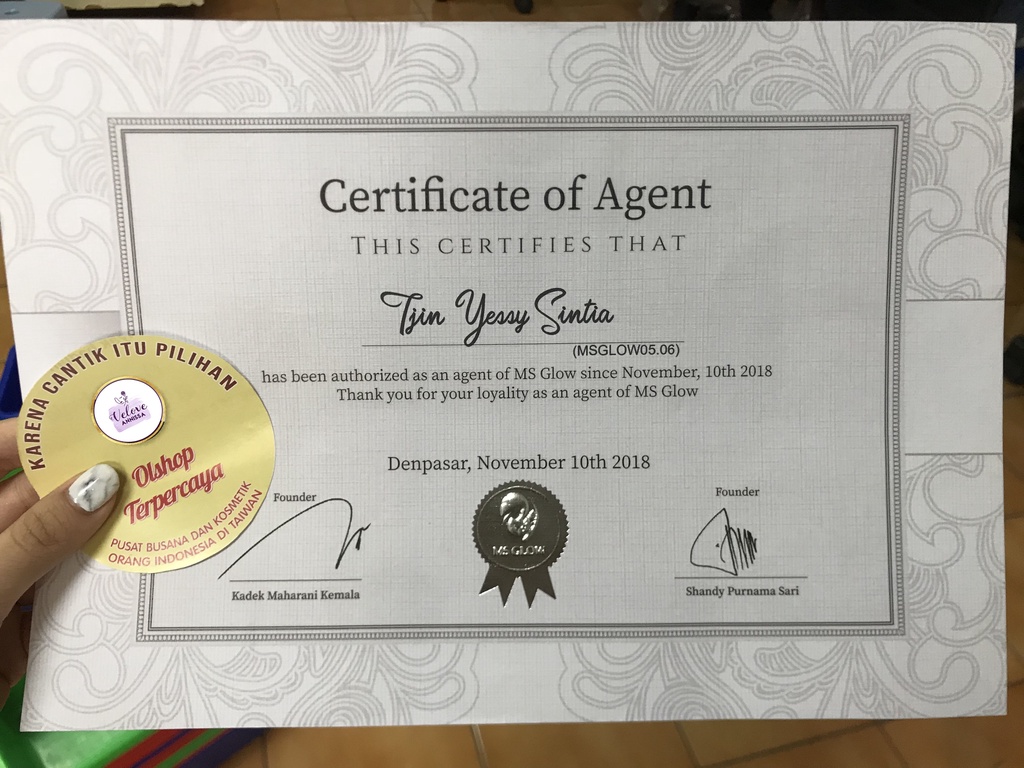 Certificate of Agent
THIS CERTIFIES THAT
Tjin Yessy Sintia
(MSGLOW05.06)
has been authorized as an agent of MS Glow since November, 10th 2018
Thank you for your loyality as an agent of MS Glow
Denpasar, November 10th 2018
Founder
Kadek Maharani Kemala
MS GLOW
Founder
Shandy Purnama Sari
KARENA CANTIK ITU PILIHAN
Velove
ANNISSA
Olshop
Terpercaya
PUSAT BUSANA DAN KOSMETIK
ORANG INDONESIA DI TAIWAN